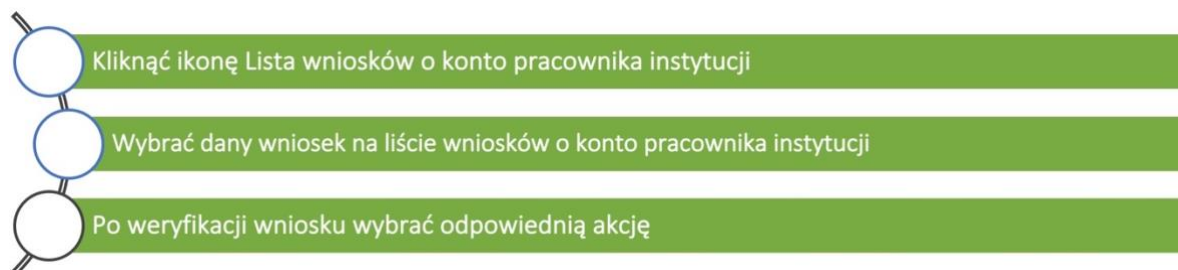 Kliknąć ikonę Lista wniosków o konto pracownika instytucji
Wybrać dany wniosek na liście wniosków o konto pracownika instytucji
Po weryfikacji wniosku wybrać odpowiednią akcję